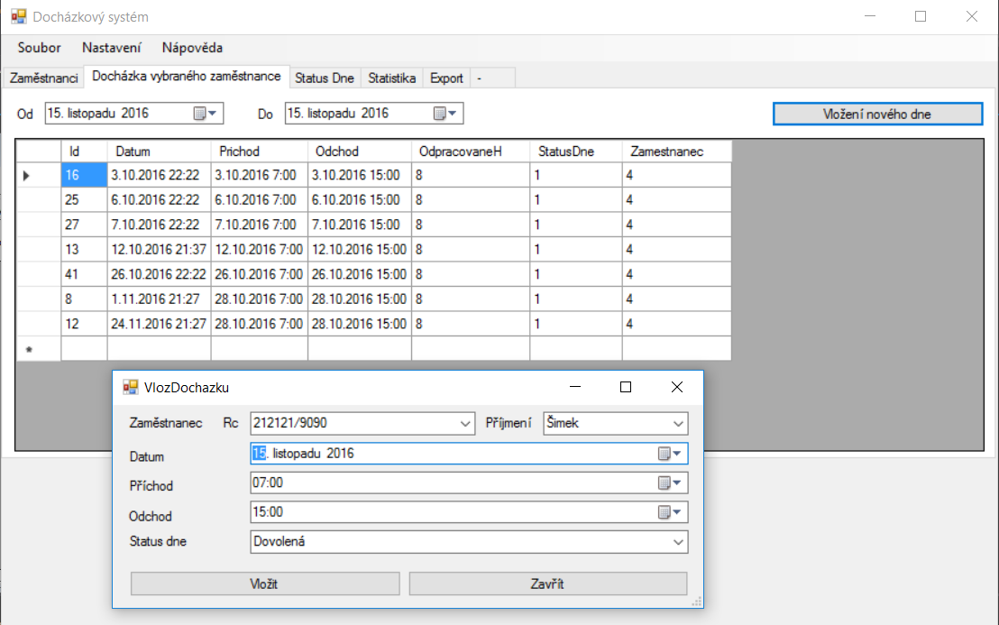 Docházkový systém
Soubor Nastavení Nápověda
Zaměstnanci Docházka vybraného zaměstnance Status Dne Statistika Export -
Od 15. listopadu 2016 Do 15. listopadu 2016 Vložení nového dne
Id Datum Prichod Odchod OdpracovaneH StatusDne Zamestnanec
16 3.10.2016 22:22 3.10.2016 7:00 3.10.2016 15:00 8 1 4
25 6.10.2016 22:22 6.10.2016 7:00 6.10.2016 15:00 8 1 4
27 7.10.2016 22:22 7.10.2016 7:00 7.10.2016 15:00 8 1 4
13 12.10.2016 21:37 12.10.2016 7:00 12.10.2016 15:00 8 1 4
41 26.10.2016 22:22 26.10.2016 7:00 26.10.2016 15:00 8 1 4
8 1.11.2016 21:27 28.10.2016 7:00 28.10.2016 15:00 8 1 4
12 24.11.2016 21:27 28.10.2016 7:00 28.10.2016 15:00 8 1 4
*
VlozDochazku
Zaměstnanec Rc 212121/9090 Příjmení Šimek
Datum 15. listopadu 2016
Příchod 07:00
Odchod 15:00
Status dne Dovolená
Vložit Zavřít